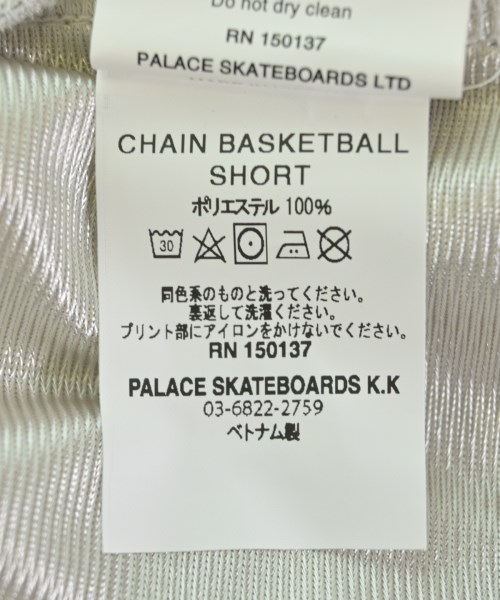 Do not dry clean
RN 150137
PALACE SKATEBOARDS LTD
CHAIN BASKETBALL
SHORT
ポリエステル 100%
30
同色系のものと洗ってください。
裏返して洗濯ください。
プリント部にアイロンをかけないでください。
RN 150137
PALACE SKATEBOARDS K.K
03-6822-2759
ベトナム製